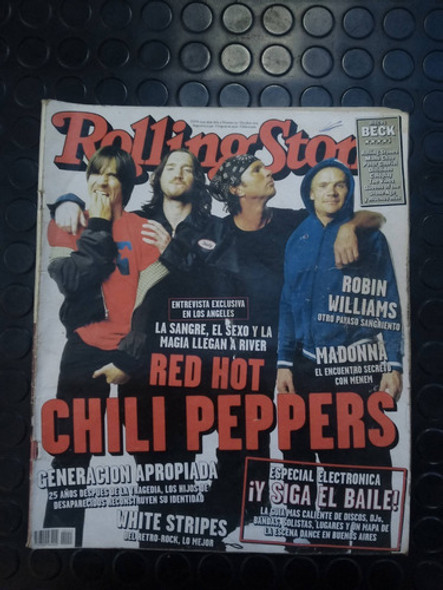 Rolling Stone
BECK
ENTREVISTA EXCLUSIVA
EN LOS ANGELES
LA SANGRE, EL SEXO Y LA
MAGIA LLEGAN A RIVER
RED HOT
CHILI PEPPERS
ROBIN
WILLIAMS
OTRO PAYASO SANGRIENTO
MADONNA
EL ENCUENTRO SECRETO
CON MENEM
GENERACION APROPIADA
25 AÑOS DESPUES DE LA TRAGEDIA, LOS HIJOS DE
DESAPARECIDOS RECONSTRUYEN SU IDENTIDAD
WHITE STRIPES
DEL RETRO-ROCK, LO MEJOR
ESPECIAL ELECTRONICA
¡Y SIGA EL BAILE!
LA GUIA MAS CALIENTE DE DISCOS, DJs,
BANDAS, SOLISTAS, LUGARES Y UN MAPA DE
LA ESCENA DANCE EN BUENOS AIRES